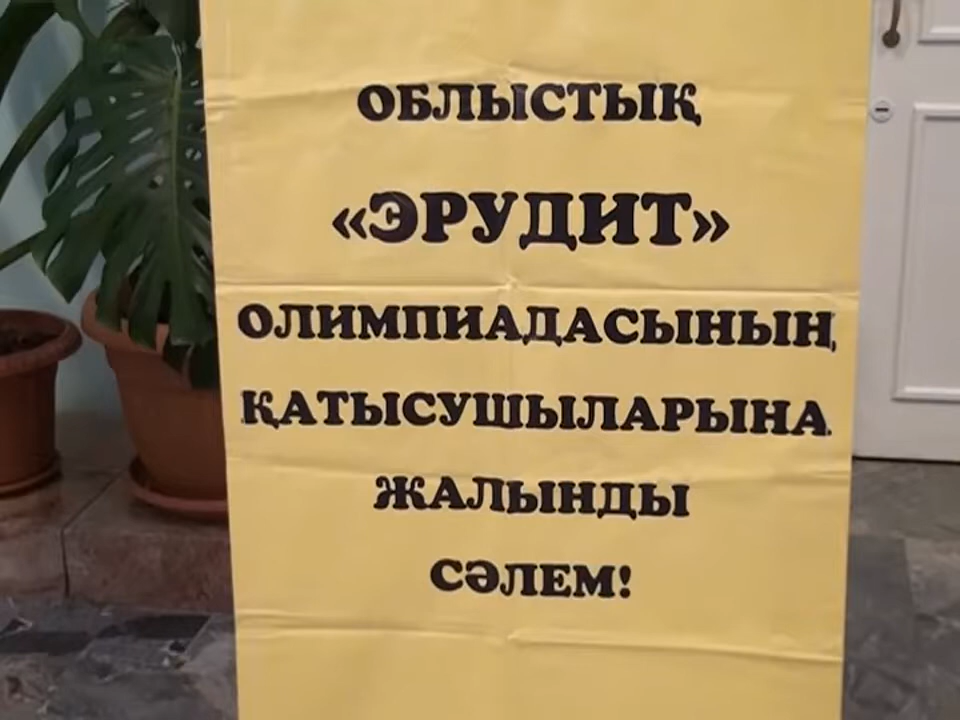 ОБЛЫСТЫҚ
«ЭРУДИТ»
ОЛИМПИАДАСЫНЫҢ
ҚАТЫСУШЫЛАРЫНА
ЖАЛЫНДЫ
СӘЛЕМ!